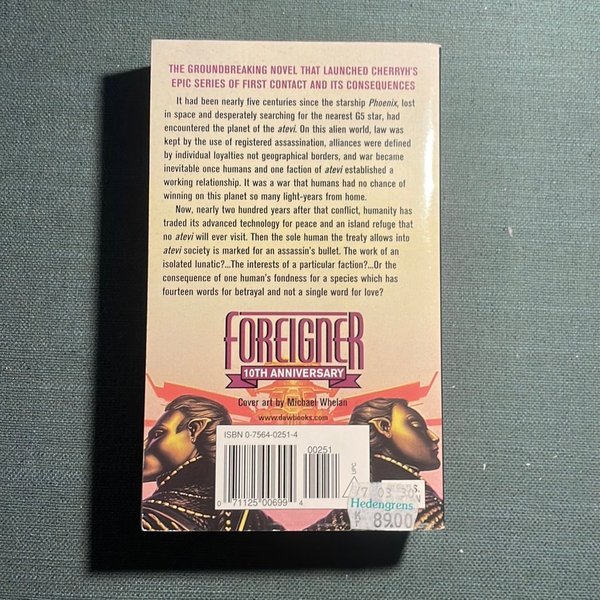 THE GROUNDBREAKING NOVEL THAT LAUNCHED CHERRYH'S
EPIC SERIES OF FIRST CONTACT AND ITS CONSEQUENCES
It had been nearly five centuries since the starship Phoenix, lost
in space and desperately searching for the nearest G5 star, had
encountered the planet of the atevi. On this alien world, law was
kept by the use of registered assassination, alliances were defined
by individual loyalties not geographical borders, and war became
inevitable once humans and one faction of atevi established a
working relationship. It was a war that humans had no chance of
winning on this planet so many light-years from home.
Now, nearly two hundred years after that conflict, humanity has
traded its advanced technology for peace and an island refuge that
no atevi will ever visit. Then the sole human the treaty allows into
atevi society is marked for an assassin's bullet. The work of an
isolated lunatic?...The interests of a particular faction?...Or the
consequence of one human's fondness for a species which has
fourteen words for betrayal and not a single word for love?
FOREIGNER
10TH ANNIVERSARY
Cover art by Michael Whelan
www.dawbooks.com
ISBN 0-7564-0251-4
00251
UPC
0 71125 00699 4
S.
N
Hedengrens
89.00